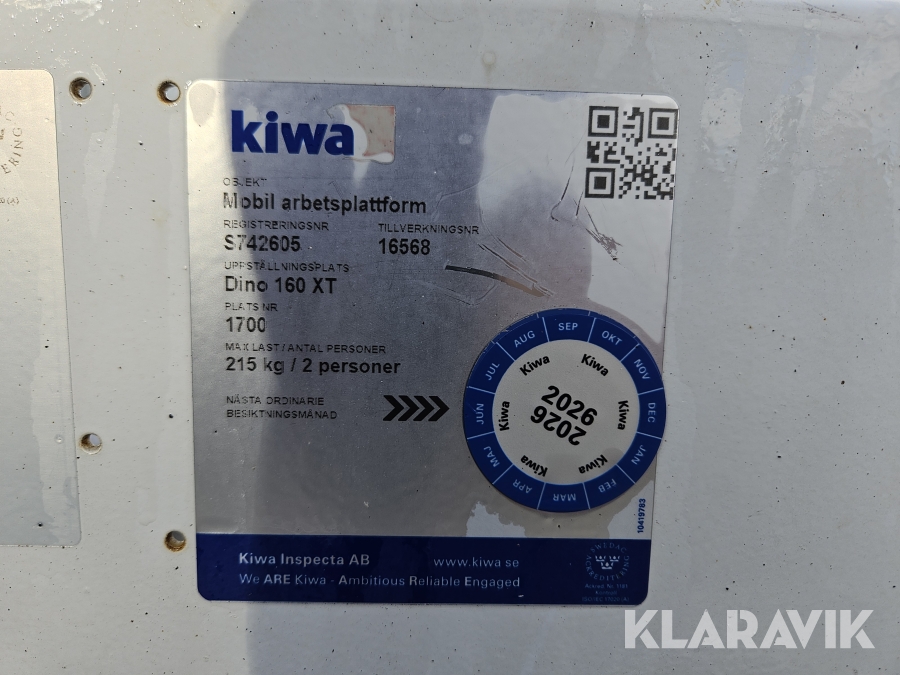 kiwa
OBJEKT
Mobil arbetsplattform
REGISTRERINGSNR TILLVERKNINGSNR
S742605 16568
UPPSTÄLLNINGSPLATS
Dino 160 XT
PLATS NR
1700
MAX LAST / ANTAL PERSONER
215 kg / 2 personer
NÄSTA ORDINARIE
BESIKTNINGSMÅNAD
JAN
FEB
MAR
APR
MAJ
JUN
JUL
AUG
SEP
OKT
NOV
DEC
Kiwa
Kiwa
Kiwa
Kiwa
Kiwa
Kiwa
2026
2026
10419783
Kiwa Inspecta AB www.kiwa.se
We ARE Kiwa - Ambitious Reliable Engaged
SWEDAC
ACKREDITERING
ERING
KLARAVIK